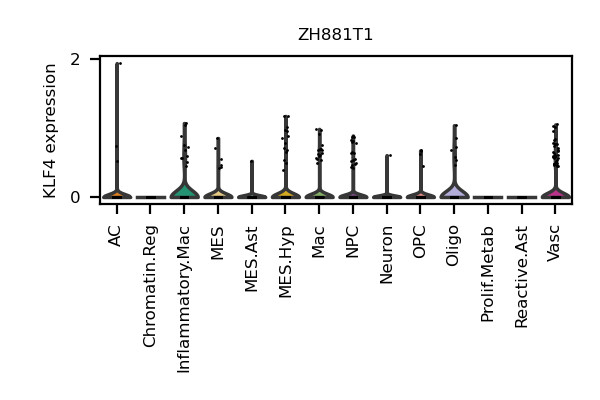 ZH881T1
KLF4 expression
2
0
AC
Chromatin.Reg
Inflammatory.Mac
MES
MES.Ast
MES.Hyp
Mac
NPC
Neuron
OPC
Oligo
Prolif.Metab
Reactive.Ast
Vasc